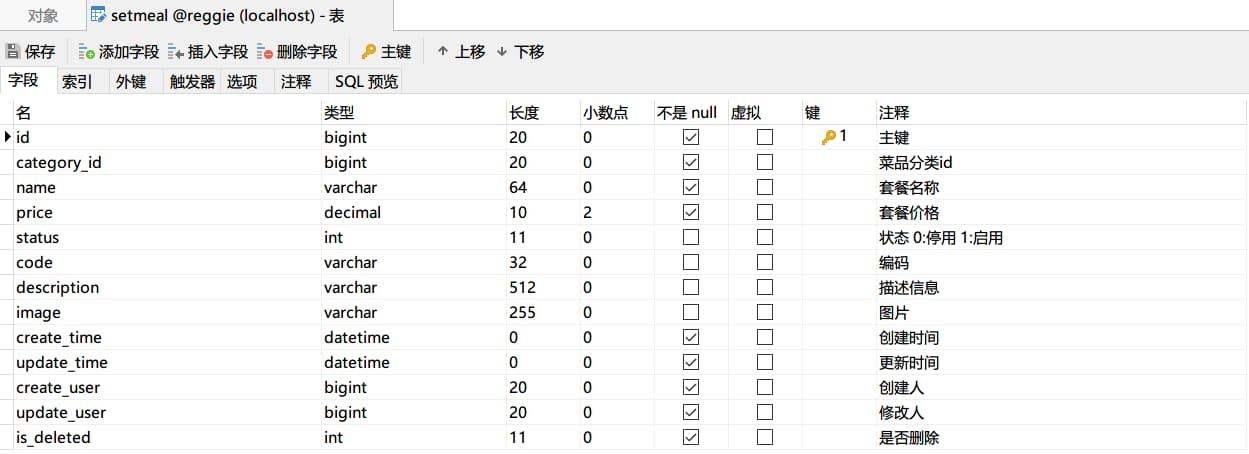 对象 setmeal @reggie (localhost) - 表
保存 添加字段 插入字段 删除字段 主键 上移 下移
字段 索引 外键 触发器 选项 注释 SQL 预览
名 类型 长度 小数点 不是 null 虚拟 键 注释
id bigint 20 0 1 主键
category_id bigint 20 0 菜品分类id
name varchar 64 0 套餐名称
price decimal 10 2 套餐价格
status int 11 0 状态 0:停用 1:启用
code varchar 32 0 编码
description varchar 512 0 描述信息
image varchar 255 0 图片
create_time datetime 0 0 创建时间
update_time datetime 0 0 更新时间
create_user bigint 20 0 创建人
update_user bigint 20 0 修改人
is_deleted int 11 0 是否删除